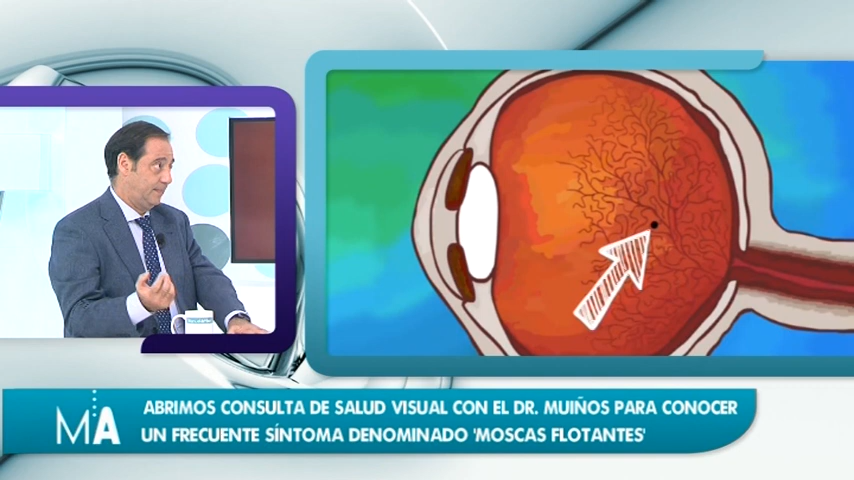 MA
ABRIMOS CONSULTA DE SALUD VISUAL CON EL DR. MUIÑOS PARA CONOCER
UN FRECUENTE SÍNTOMA DENOMINADO 'MOSCAS FLOTANTES'